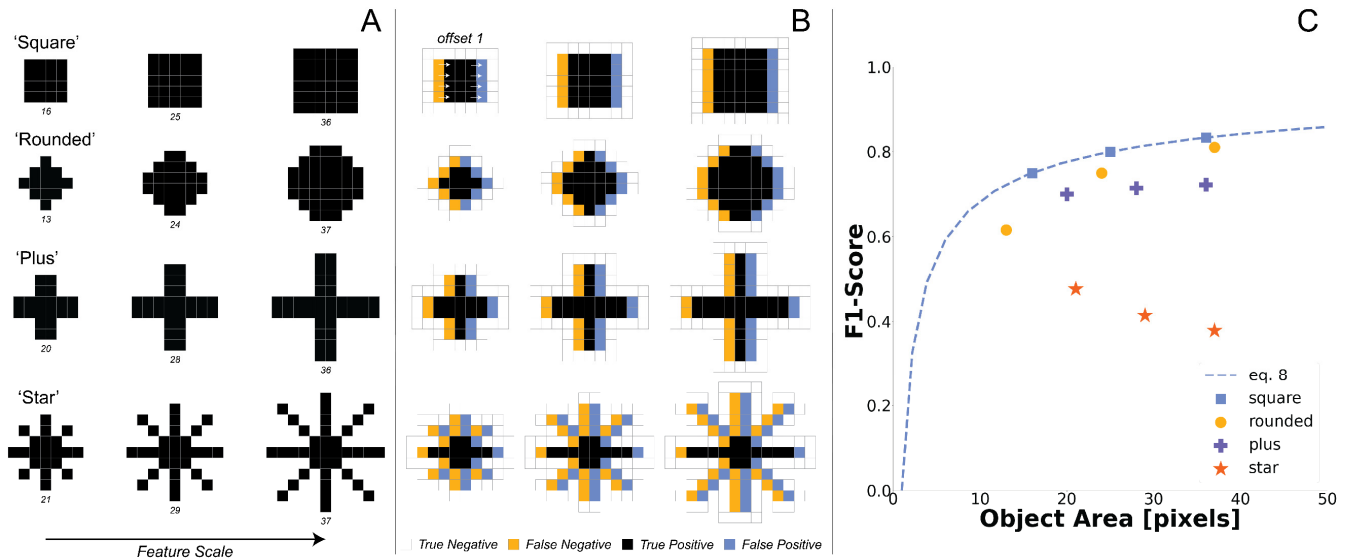 A
‘Square’
16
25
36
‘Rounded’
13
24
37
‘Plus’
20
28
36
‘Star’
21
29
37
Feature Scale
B
offset 1
True Negative
False Negative
True Positive
False Positive
C
1.0
0.8
0.6
0.4
0.2
0.0
F1-Score
0
10
20
30
40
50
Object Area [pixels]
eq. 8
square
rounded
plus
star